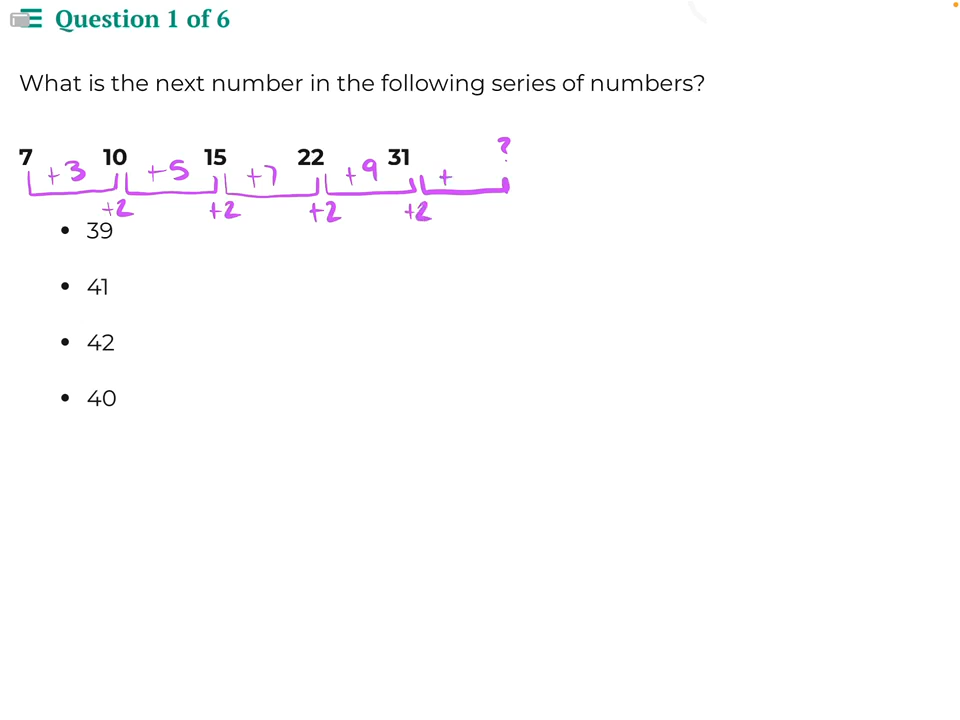 Question 1 of 6
What is the next number in the following series of numbers?
?
7 10 15 22 31
+3 +5 +7 +9 +
+2 +2 +2 +2
• 39
• 41
• 42
• 40